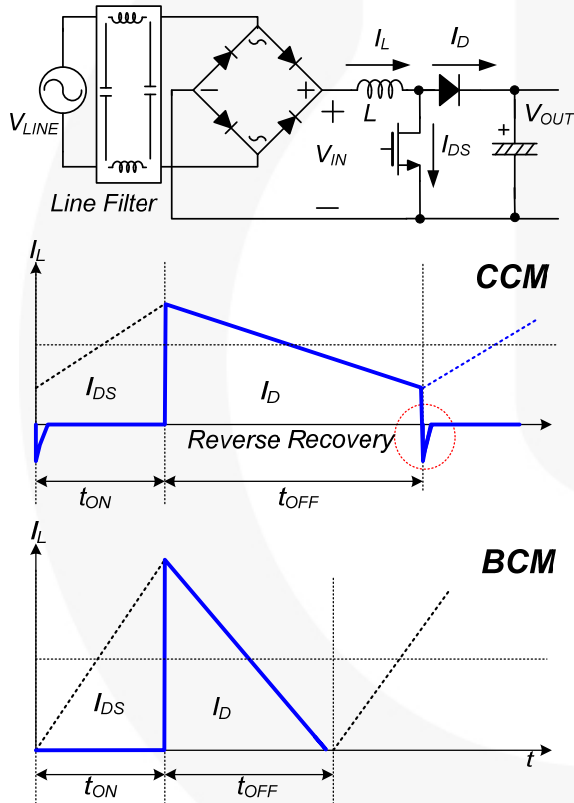 I_L I_D
V_LINE
+
−
+
L
V_IN
−
I_DS
+
V_OUT
Line Filter
I_L
CCM
I_DS
I_D
Reverse Recovery
t_ON
t_OFF
I_L
BCM
I_DS
I_D
t
t_ON
t_OFF